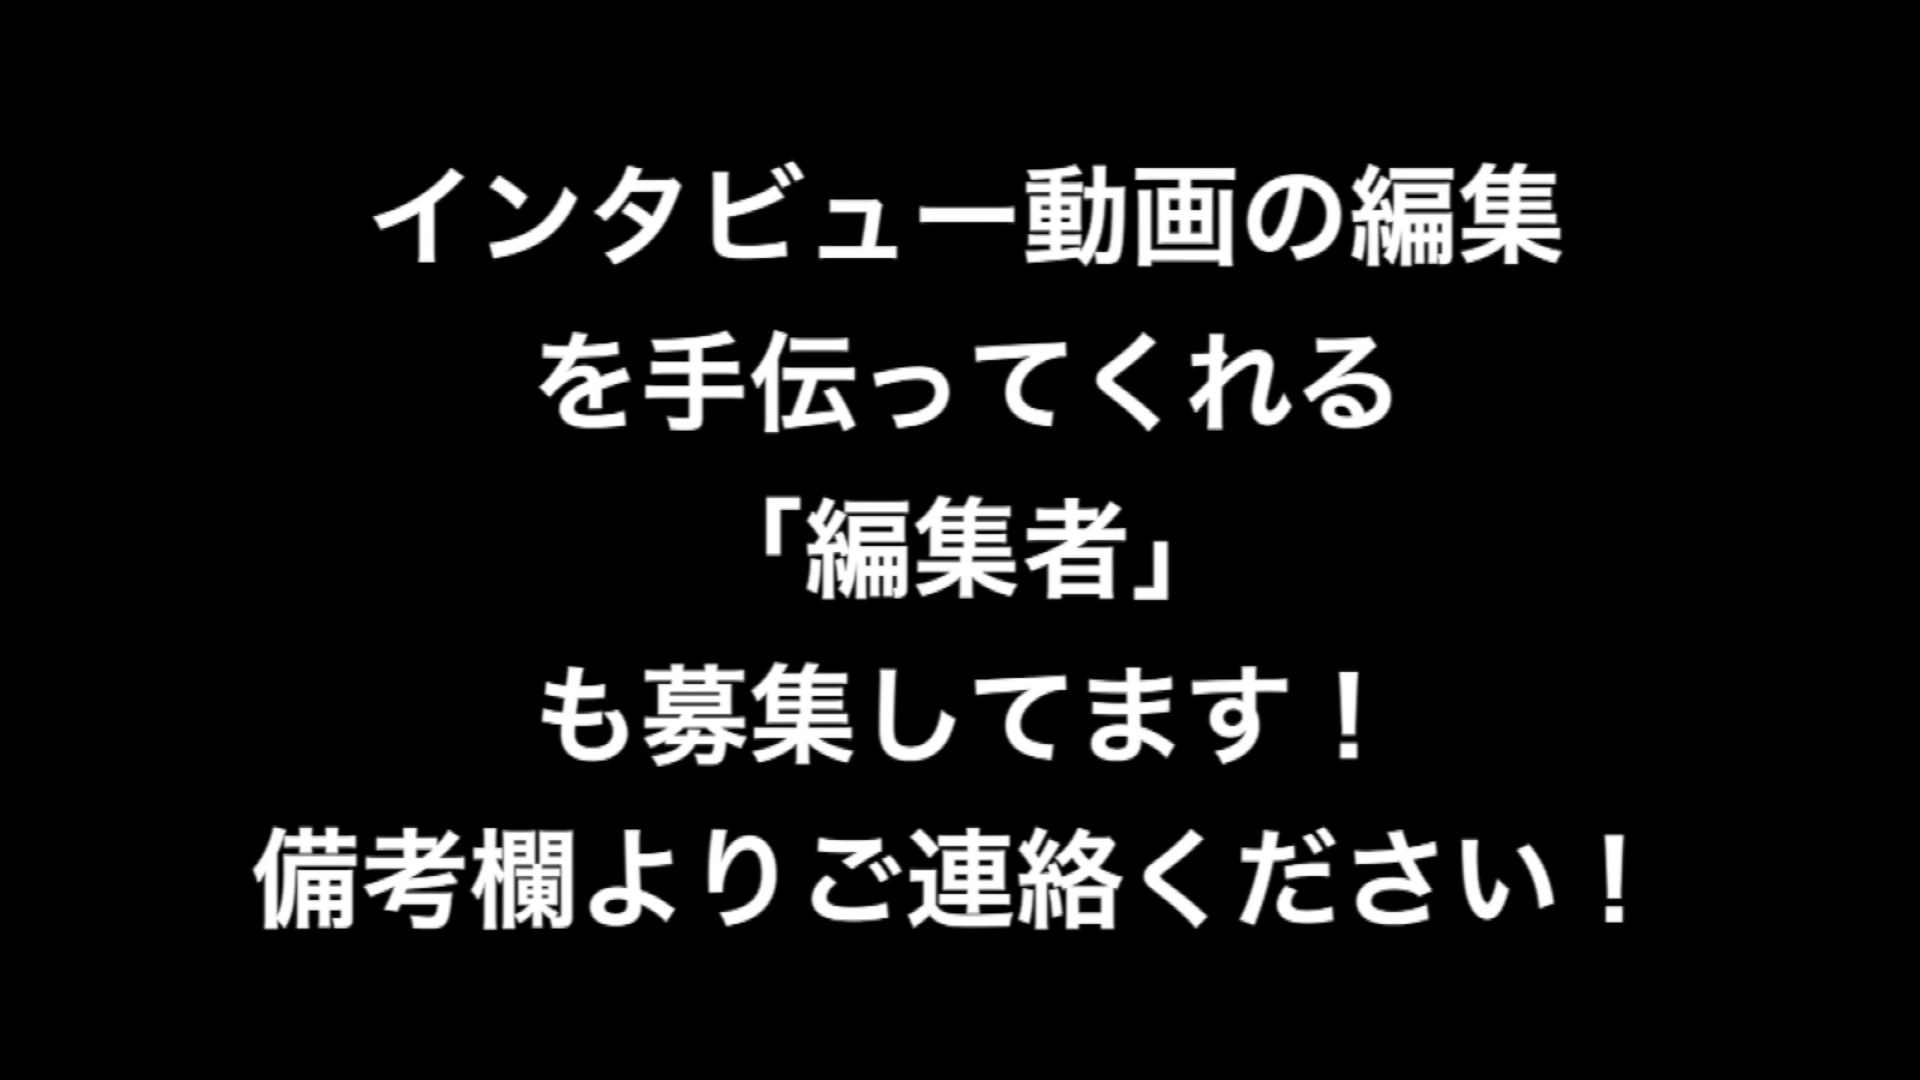 インタビュー動画の編集
を手伝ってくれる
「編集者」
も募集してます！
備考欄よりご連絡ください！